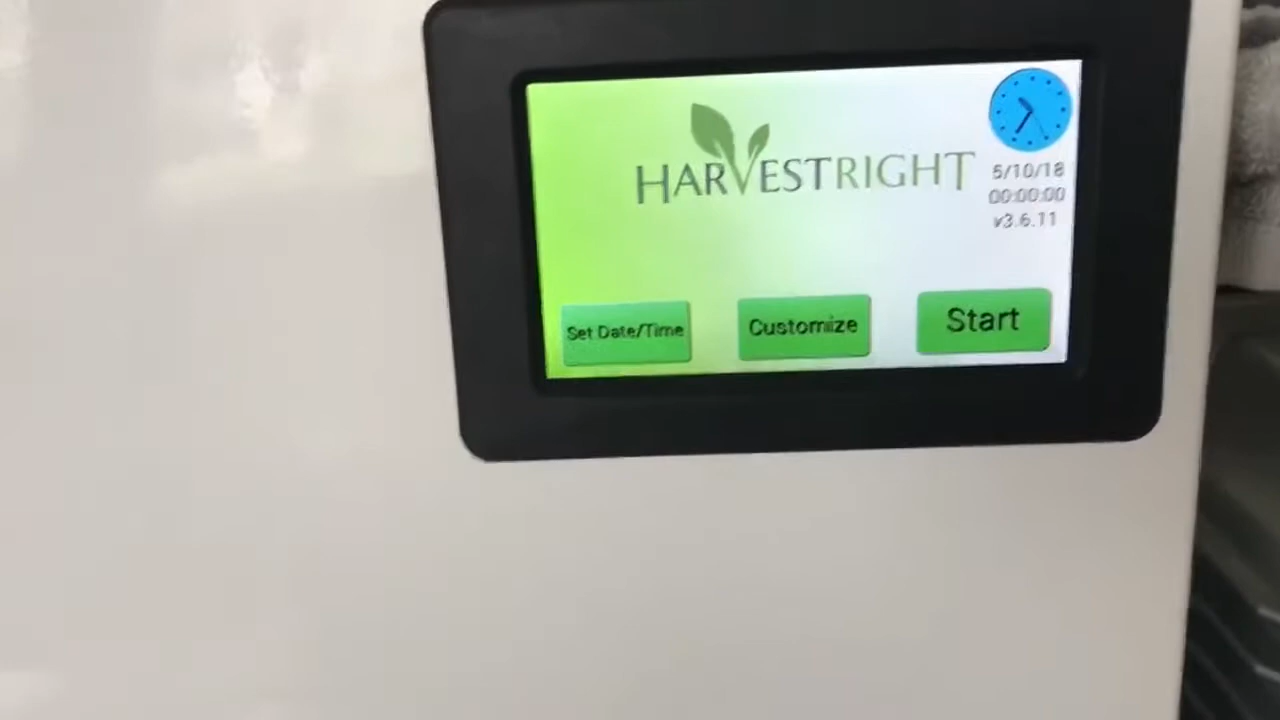 HARVESTRIGHT
5/10/18
00:00:00
v3.6.11
Set Date/Time
Customize
Start